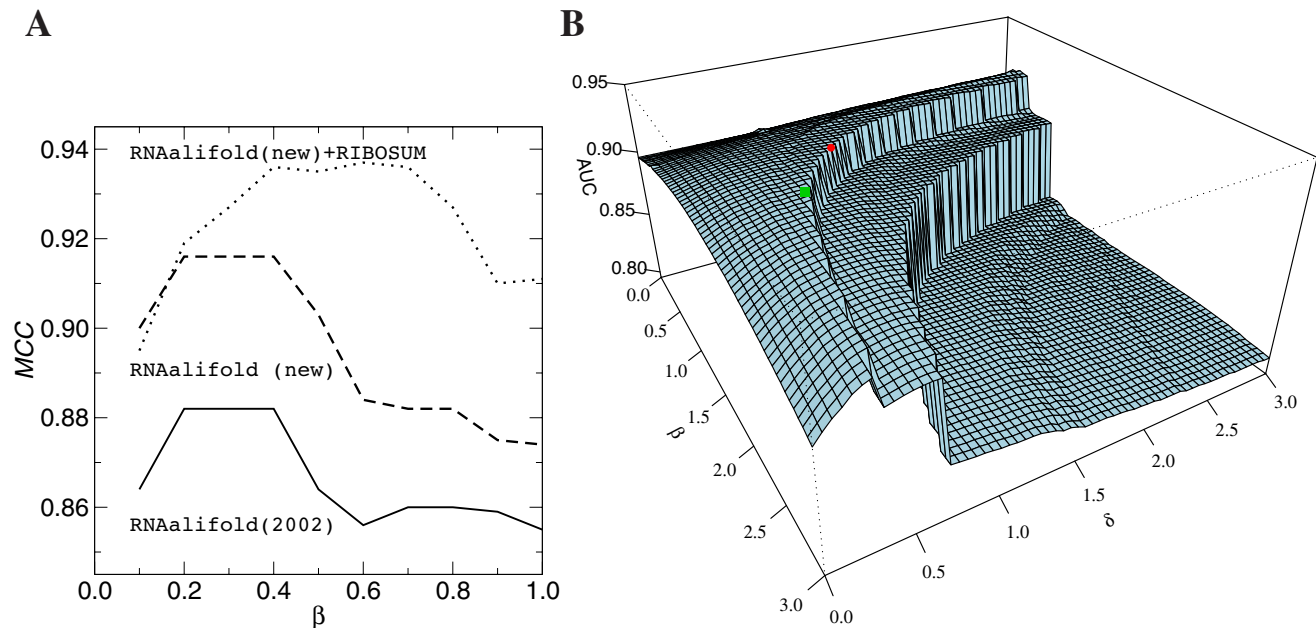 A
RNAalifold(new)+RIBOSUM
RNAalifold (new)
RNAalifold(2002)
MCC
0.94
0.92
0.90
0.88
0.86
0.0 0.2 0.4 0.6 0.8 1.0
β
B
AUC
0.95
0.90
0.85
0.80
0.0
0.5
1.0
1.5
2.0
2.5
3.0
β
0.0
0.5
1.0
1.5
2.0
2.5
3.0
δ